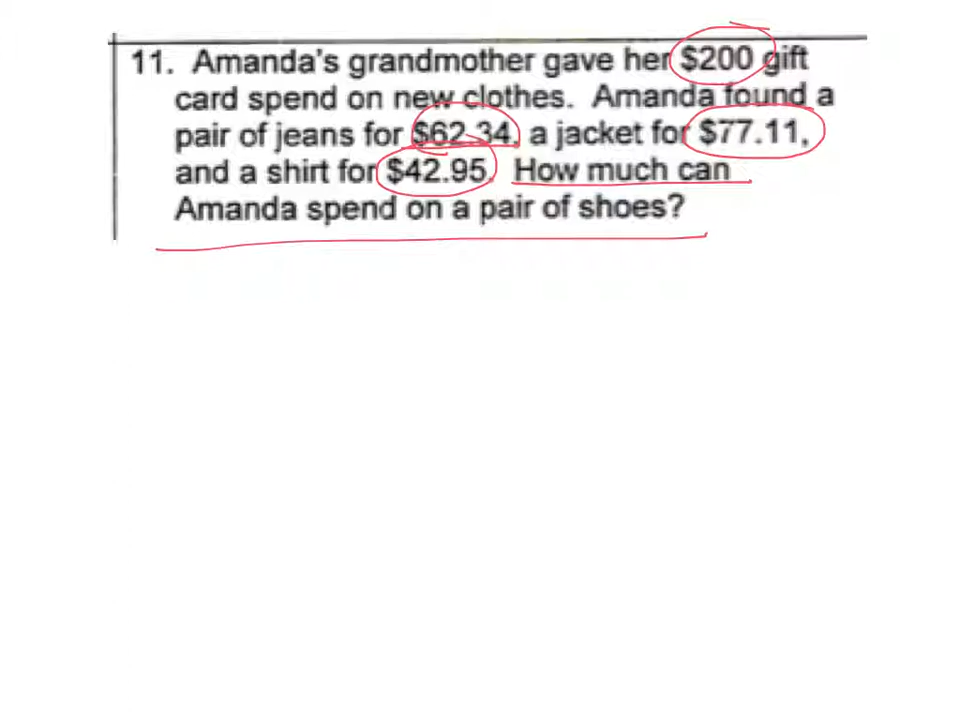 11. Amanda's grandmother gave her $200 gift
card spend on new clothes. Amanda found a
pair of jeans for $62.34, a jacket for $77.11,
and a shirt for $42.95. How much can
Amanda spend on a pair of shoes?